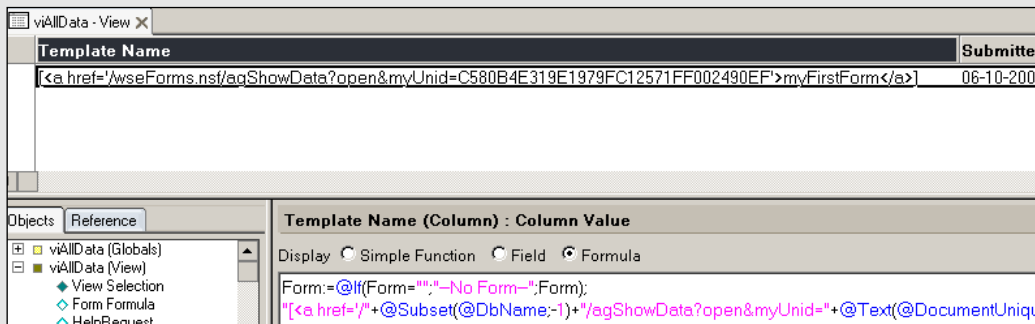 viAllData - View
Template Name Submitte
[<a href='/wseForms.nsf/agShowData?open&myUnid=C580B4E319E1979FC12571FF002490EF'>myFirstForm</a>] 06-10-200
Objects Reference
Template Name (Column) : Column Value
viAllData (Globals)
Display Simple Function Field Formula
viAllData (View)
View Selection
Form:=@If(Form="";"--No Form--";Form);
Form Formula
"[<a href='/"+@Subset(@DbName;-1)+"/agShowData?open&myUnid="+@Text(@DocumentUniqu
HelpRequest